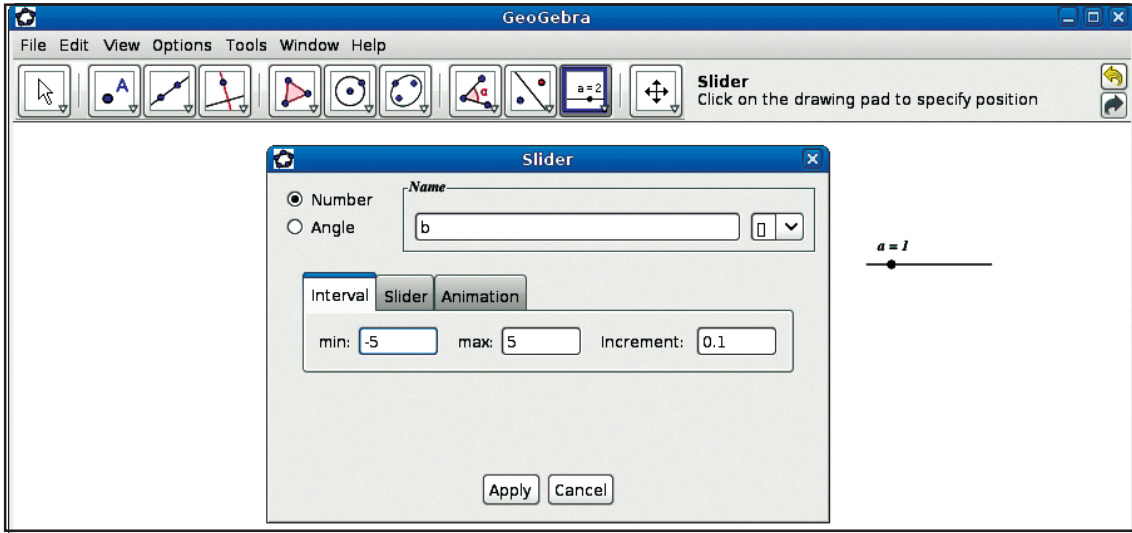 GeoGebra
File Edit View Options Tools Window Help
A
α
a=2
Slider
Click on the drawing pad to specify position
Slider
Number
Angle
Name
b
a = 1
Interval Slider Animation
min: -5 max: 5 Increment: 0.1
Apply Cancel